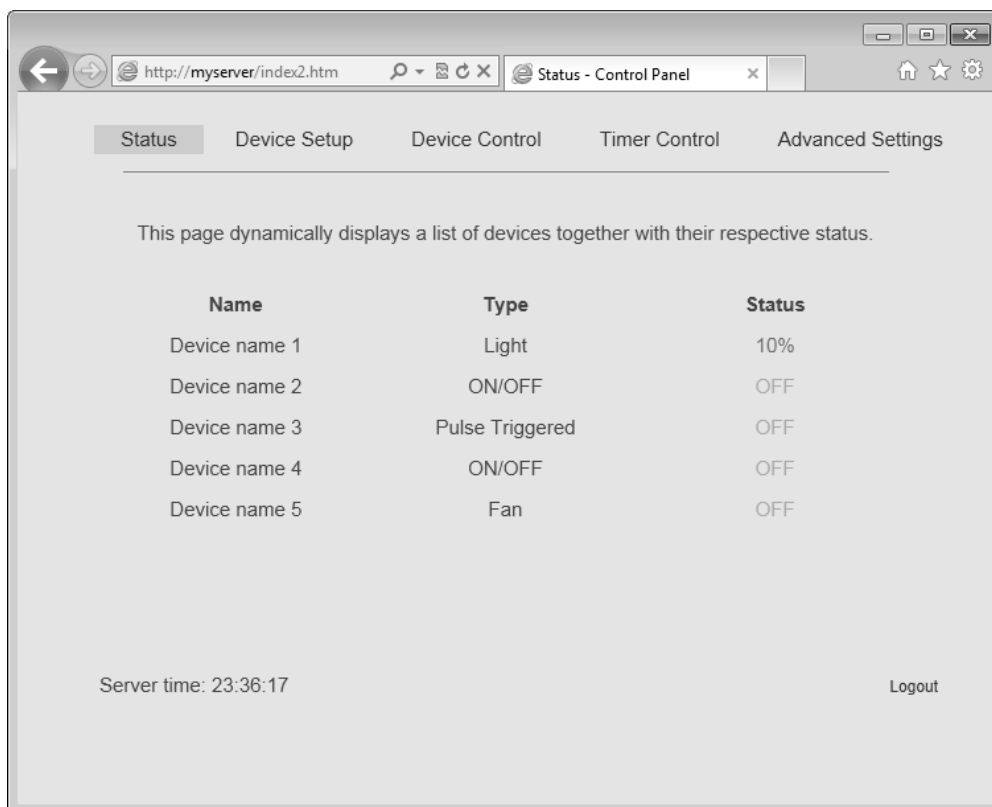 http://myserver/index2.htm
Status - Control Panel
Status Device Setup Device Control Timer Control Advanced Settings
This page dynamically displays a list of devices together with their respective status.
Name Type Status
Device name 1 Light 10%
Device name 2 ON/OFF OFF
Device name 3 Pulse Triggered OFF
Device name 4 ON/OFF OFF
Device name 5 Fan OFF
Server time: 23:36:17 Logout